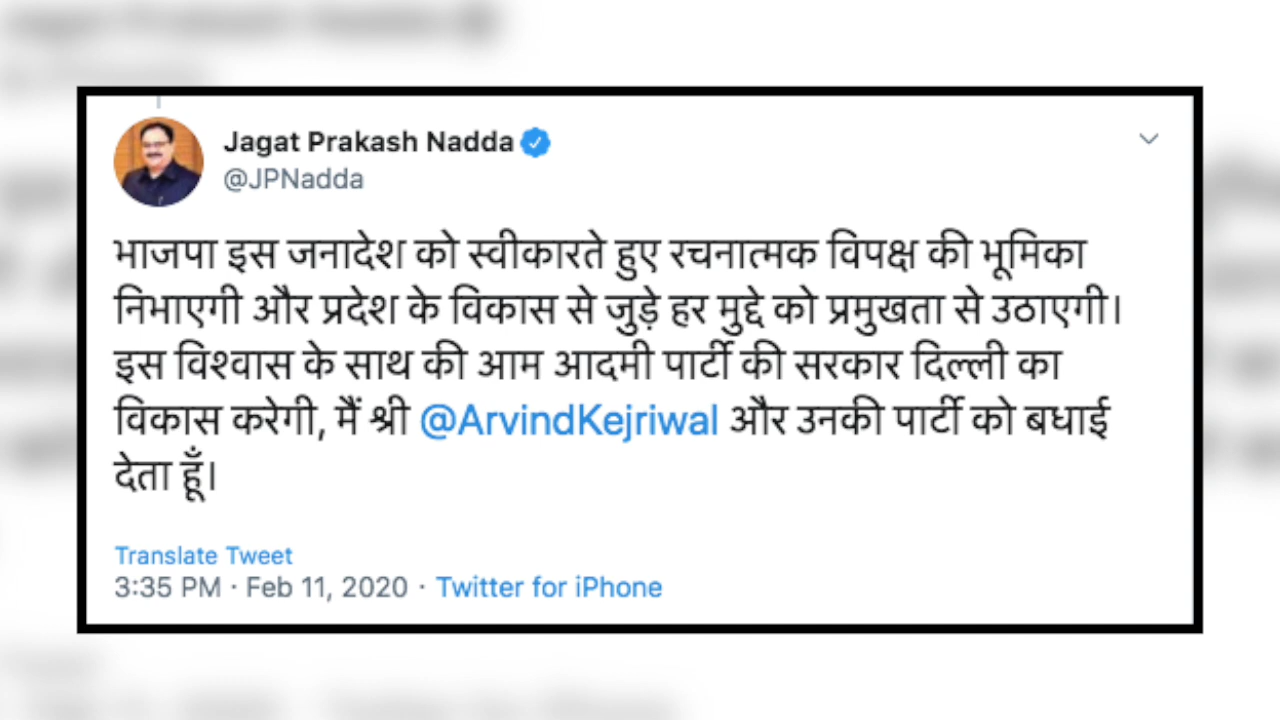 Jagat Prakash Nadda
@JPNadda
भाजपा इस जनादेश को स्वीकारते हुए रचनात्मक विपक्ष की भूमिका
निभाएगी और प्रदेश के विकास से जुड़े हर मुद्दे को प्रमुखता से उठाएगी।
इस विश्वास के साथ की आम आदमी पार्टी की सरकार दिल्ली का
विकास करेगी, मैं श्री @ArvindKejriwal और उनकी पार्टी को बधाई
देता हूँ।
Translate Tweet
3:35 PM · Feb 11, 2020 · Twitter for iPhone